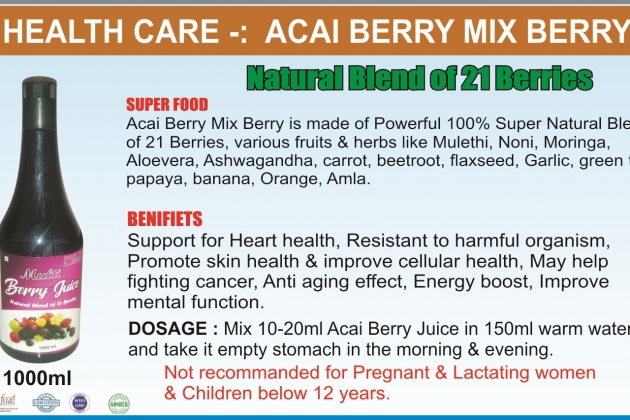 HEALTH CARE -: ACAI BERRY MIX BERRY
Natural Blend of 21 Berries
SUPER FOOD
Acai Berry Mix Berry is made of Powerful 100% Super Natural Ble
of 21 Berries, various fruits & herbs like Mulethi, Noni, Moringa,
Aloevera, Ashwagandha, carrot, beetroot, flaxseed, Garlic, green
papaya, banana, Orange, Amla.
BENIFIETS
Support for Heart health, Resistant to harmful organism,
Promote skin health & improve cellular health, May help
fighting cancer, Anti aging effect, Energy boost, Improve
mental function.
DOSAGE : Mix 10-20ml Acai Berry Juice in 150ml warm water
and take it empty stomach in the morning & evening.
Not recommanded for Pregnant & Lactating women
& Children below 12 years.
Multi
Berry Juice
Natural Blend of 21 Berries
1000 ml
1000ml
fssai